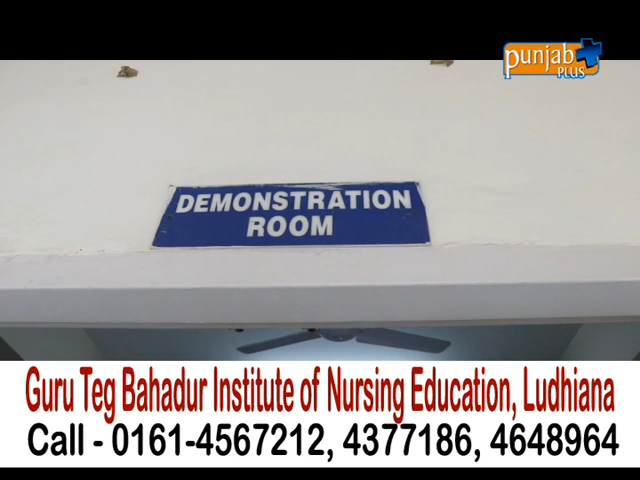 punjab
PLUS
DEMONSTRATION
ROOM
Guru Teg Bahadur Institute of Nursing Education, Ludhiana
Call - 0161-4567212, 4377186, 4648964